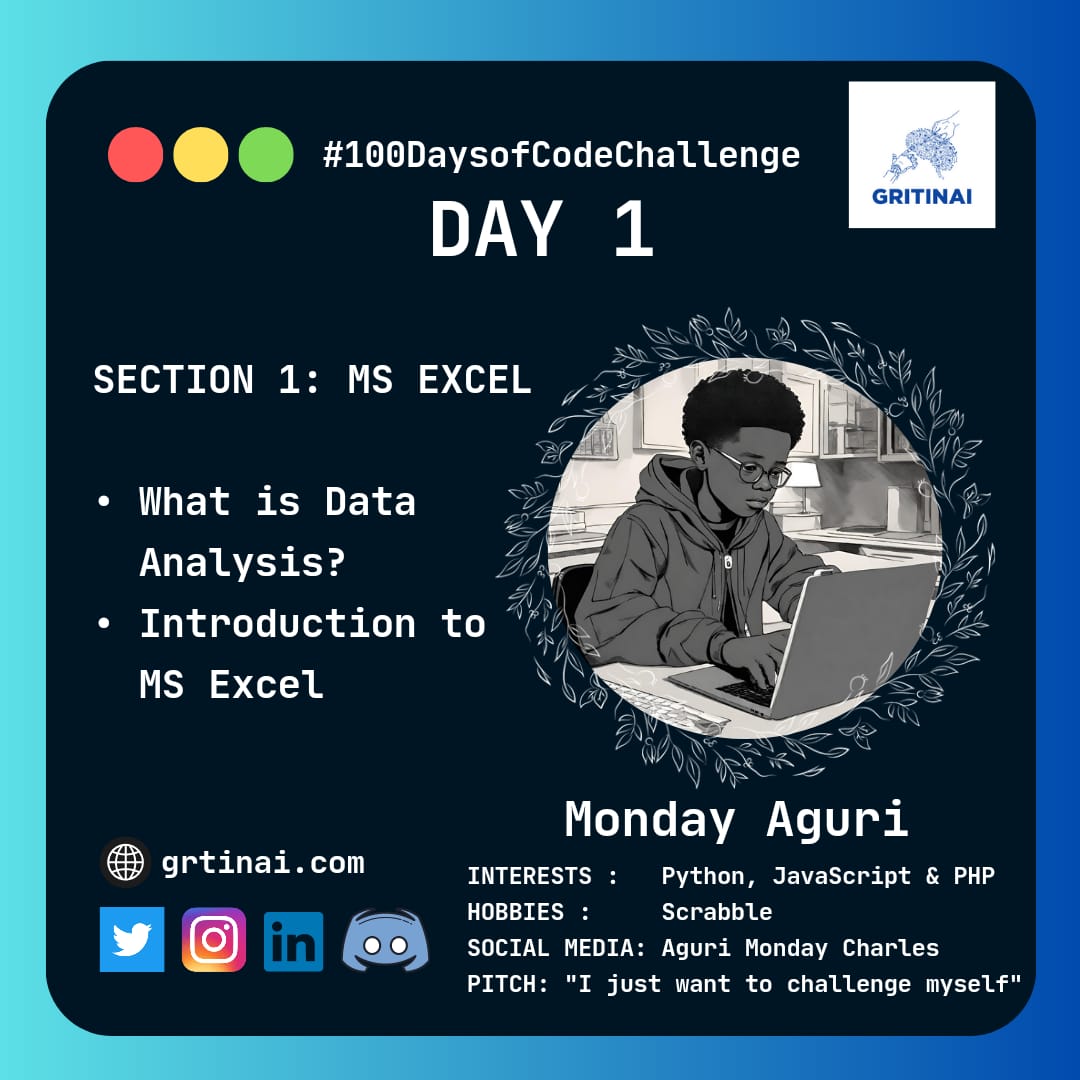 #100DaysofCodeChallenge
DAY 1
GRITINAI
SECTION 1: MS EXCEL
• What is Data
Analysis?
• Introduction to
MS Excel
Monday Aguri
grtinai.com
INTERESTS : Python, JavaScript & PHP
HOBBIES : Scrabble
SOCIAL MEDIA: Aguri Monday Charles
PITCH: "I just want to challenge myself"
in